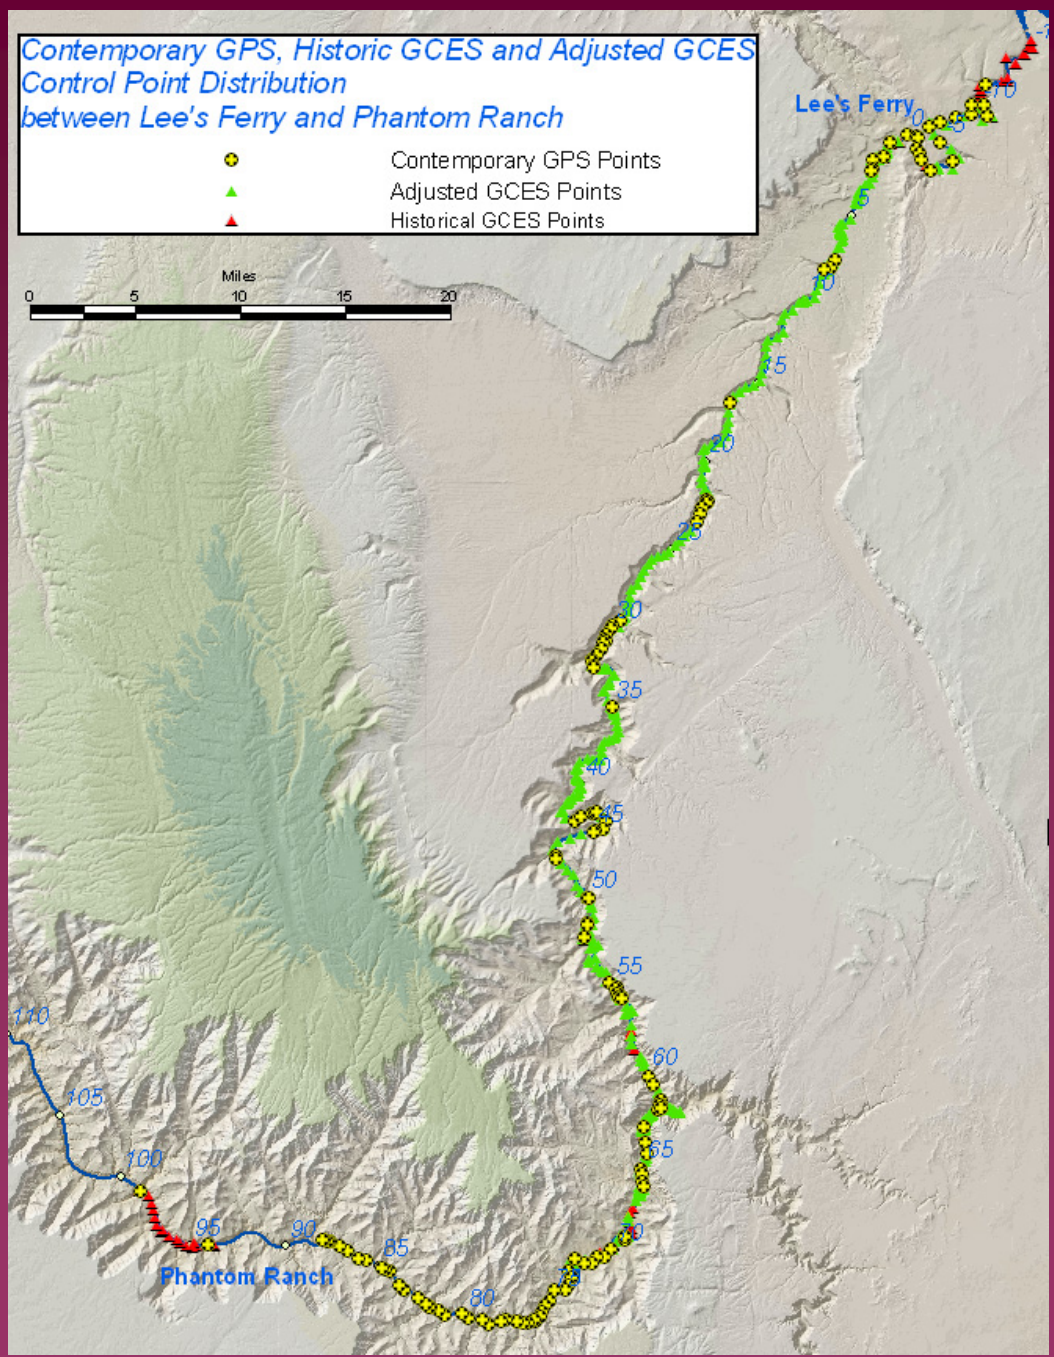 Contemporary GPS, Historic GCES and Adjusted GCES
Control Point Distribution
between Lee's Ferry and Phantom Ranch
Contemporary GPS Points
Adjusted GCES Points
Historical GCES Points
Miles
0 5 10 15 20
-10
Lee's Ferry
0
-5
5
10
15
20
25
30
35
40
45
50
55
60
65
70
80
85
90
95
100
105
110
Phantom Ranch